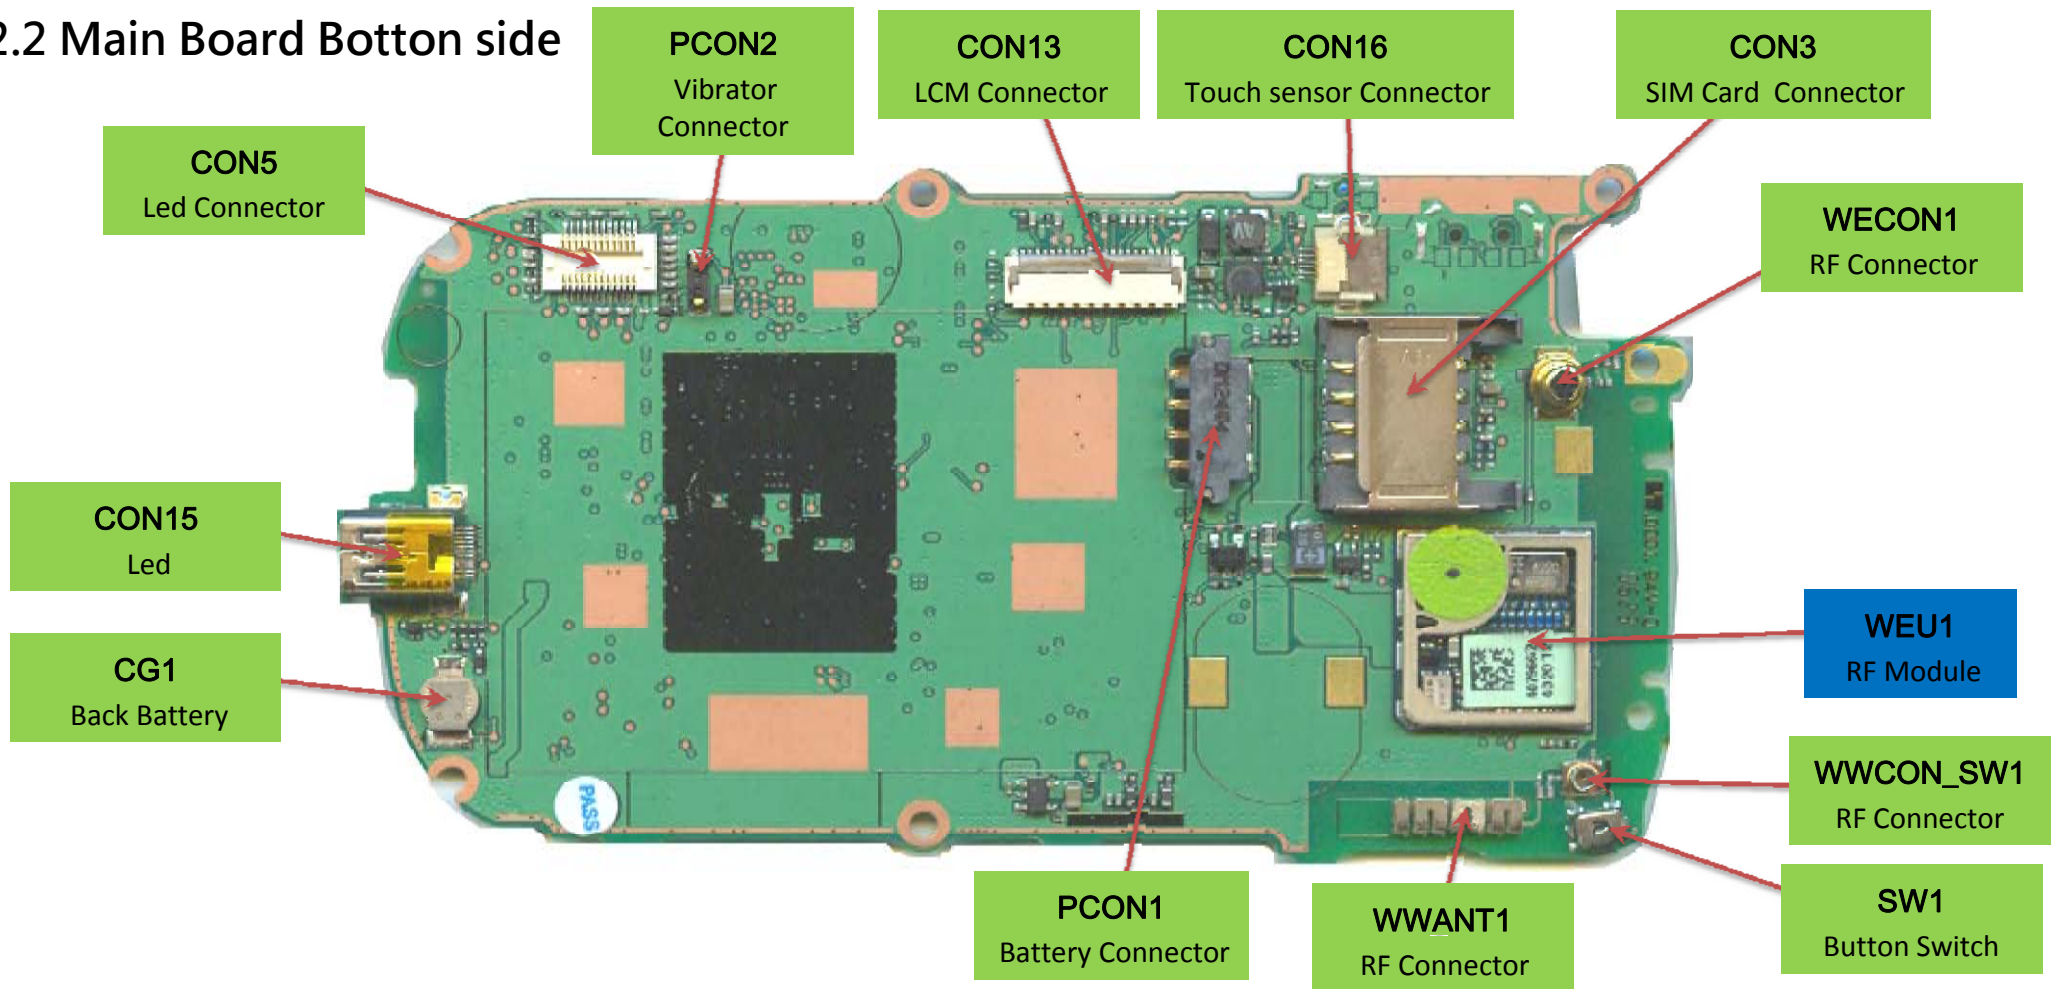 2.2 Main Board Botton side
PCON2
Vibrator
Connector
CON13
LCM Connector
CON16
Touch sensor Connector
CON3
SIM Card Connector
CON5
Led Connector
WECON1
RF Connector
CON15
Led
WEU1
RF Module
CG1
Back Battery
WWCON_SW1
RF Connector
PCON1
Battery Connector
WWANT1
RF Connector
SW1
Button Switch
PASS